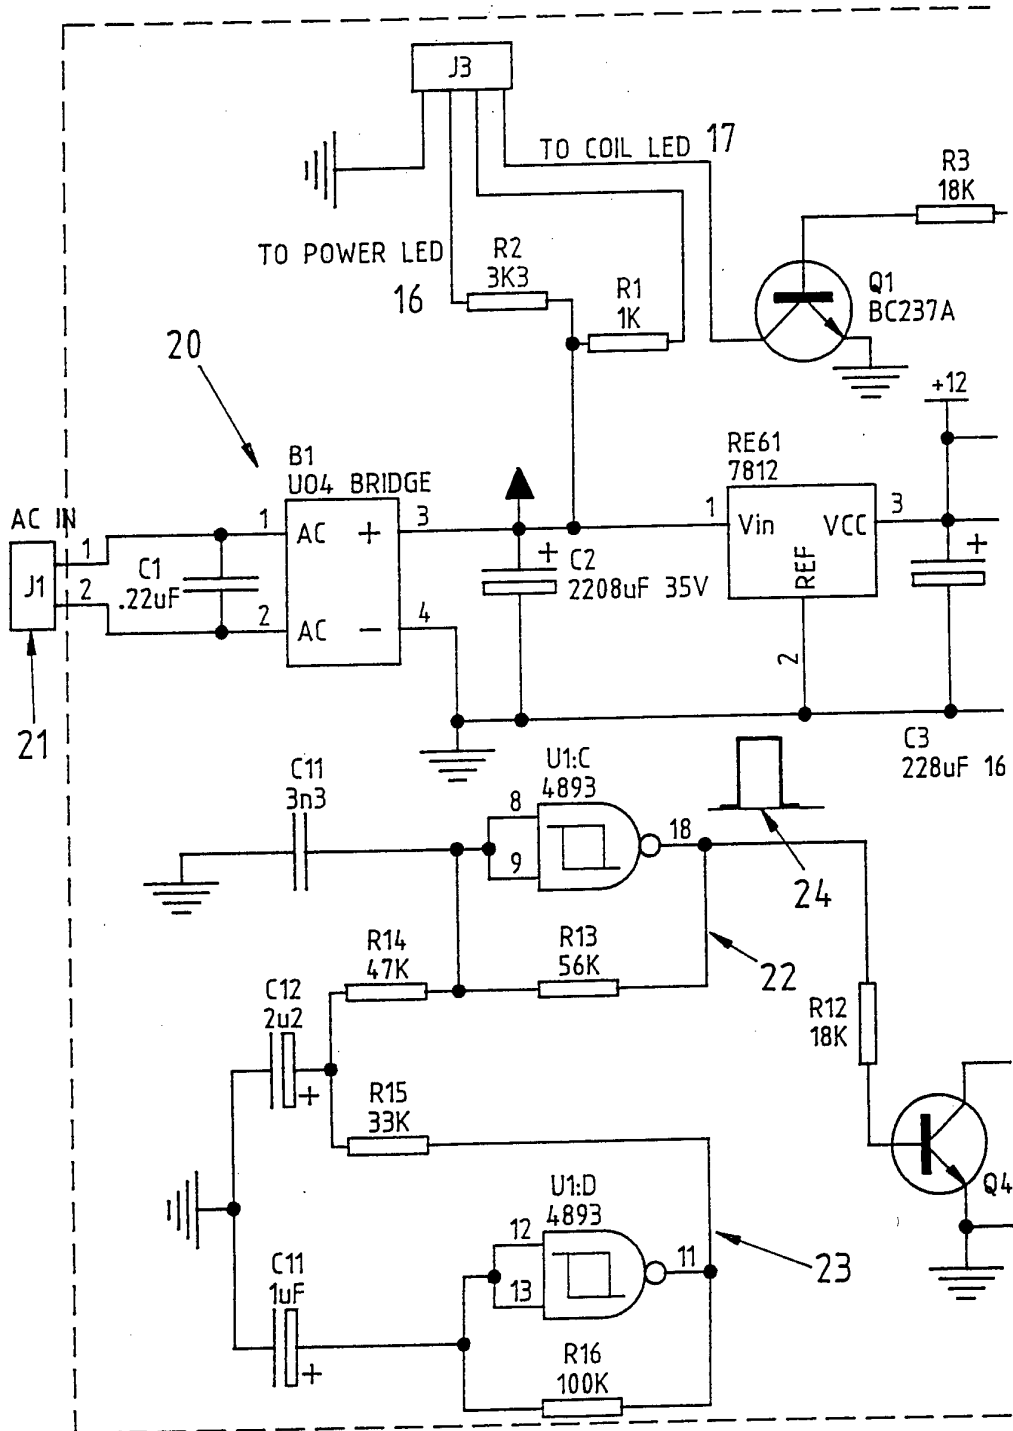 J3
TO COIL LED 17
R3
18K
TO POWER LED
16
R2
3K3
R1
1K
Q1
BC237A
20
+12
B1
U04 BRIDGE
RE61
7812
AC IN
1
2
J1
C1
.22uF
1
2
AC +
AC −
3
4
+
C2
2208uF 35V
1
Vin VCC
REF
3
2
+
21
C3
228uF 16
C11
3n3
U1:C
4893
8
9
18
24
R14
47K
R13
56K
22
C12
2u2
+
R12
18K
R15
33K
Q4
U1:D
4893
12
13
11
23
C11
1uF
+
R16
100K